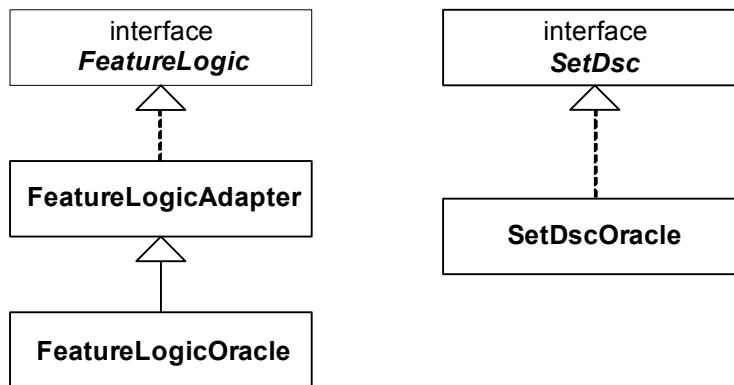 interface
FeatureLogic
interface
SetDsc
FeatureLogicAdapter
SetDscOracle
FeatureLogicOracle